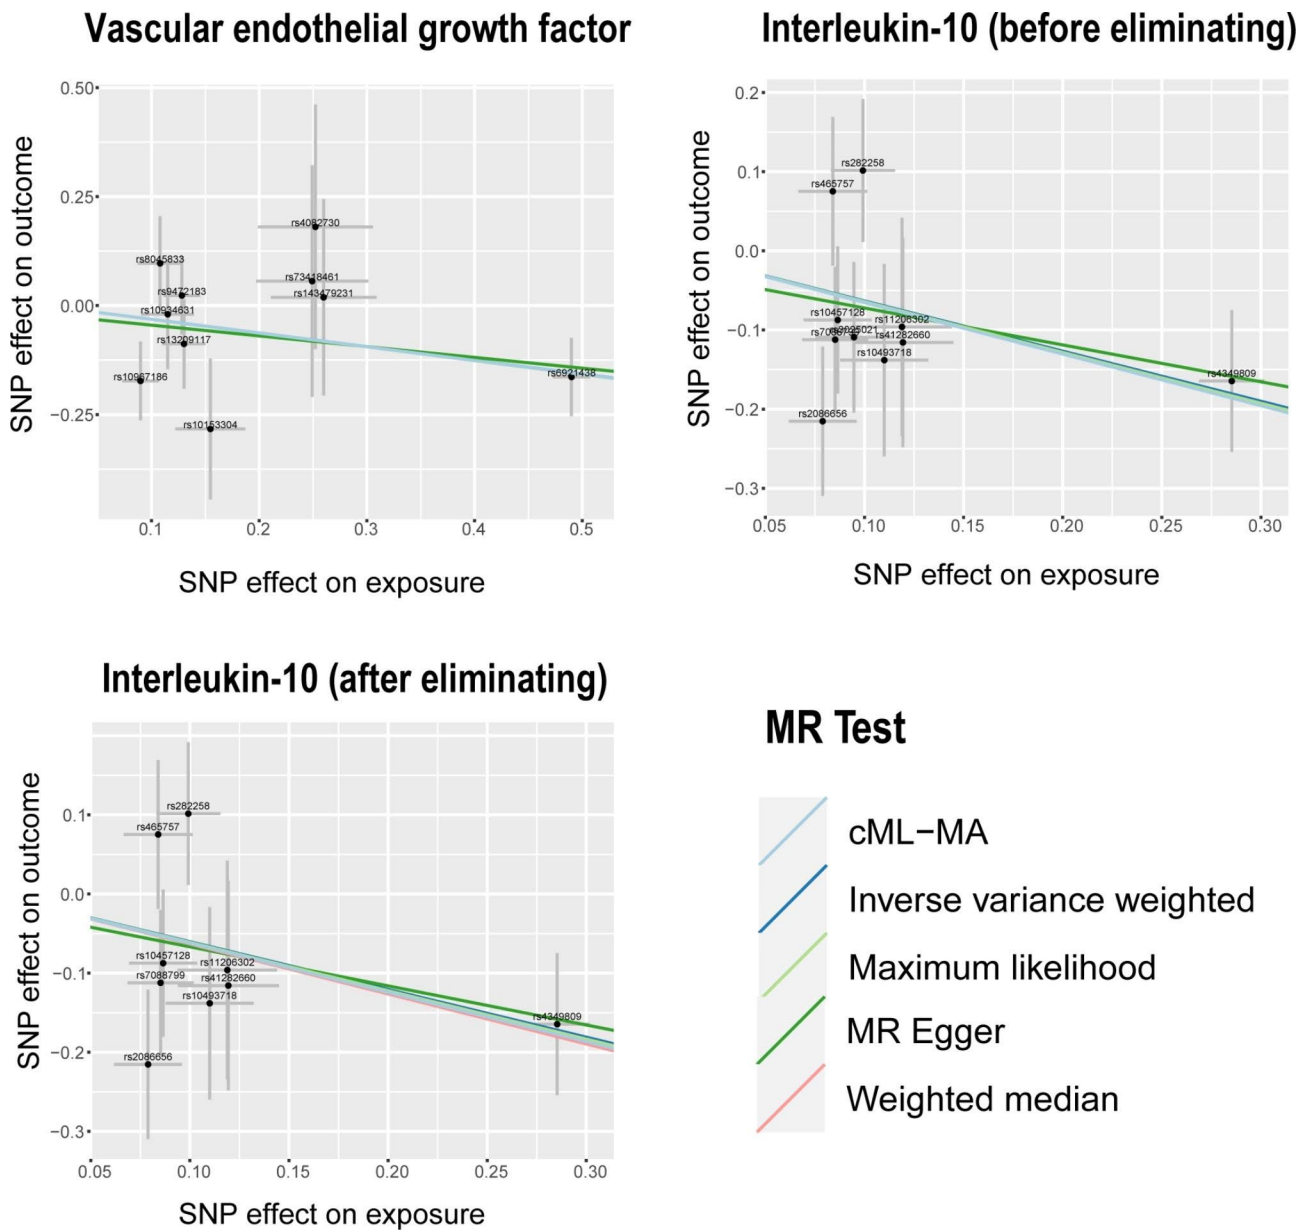 Vascular endothelial growth factor
SNP effect on outcome
0.50
0.25
0.00
−0.25
rs4082730
rs8045833
rs73418461
rs9472183
rs143479231
rs10934631
rs13209117
rs10967186
rs6921438
rs10153304
0.1 0.2 0.3 0.4 0.5
SNP effect on exposure
Interleukin-10 (before eliminating)
SNP effect on outcome
0.2
0.1
0.0
−0.1
−0.2
−0.3
rs282258
rs465757
rs10457128
rs11206302
rs41282660
rs10493718
rs4349809
rs2086656
0.05 0.10 0.15 0.20 0.25 0.30
SNP effect on exposure
Interleukin-10 (after eliminating)
SNP effect on outcome
0.1
0.0
−0.1
−0.2
−0.3
rs282258
rs465757
rs10457128
rs11206302
rs7088799
rs41282660
rs10493718
rs4349809
rs2086656
0.05 0.10 0.15 0.20 0.25 0.30
SNP effect on exposure
MR Test
cML−MA
Inverse variance weighted
Maximum likelihood
MR Egger
Weighted median